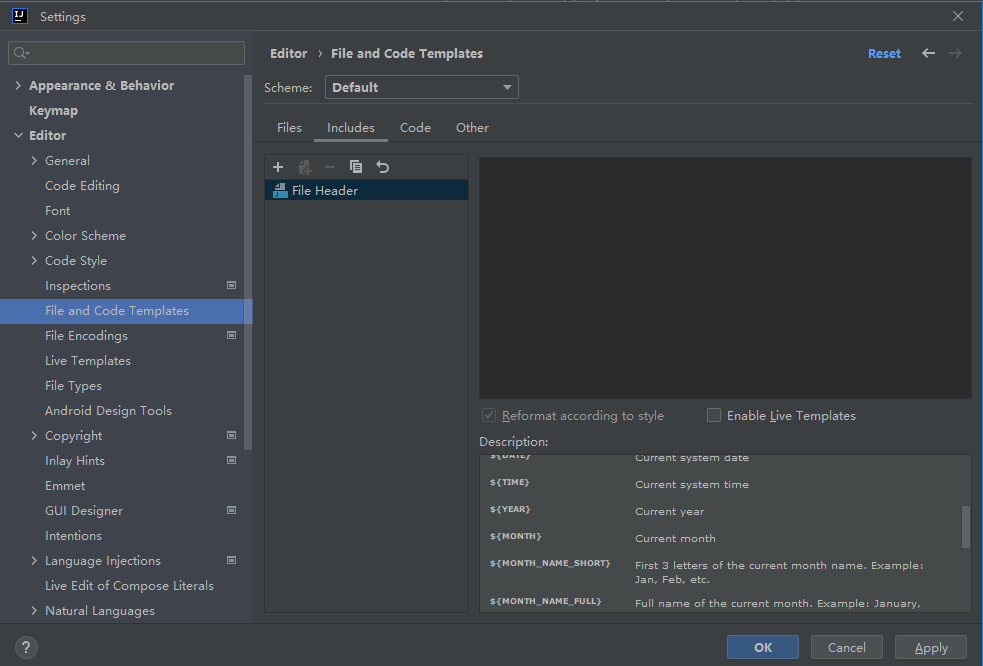 IJ
Settings
Editor › File and Code Templates
Reset
Scheme: Default
Files Includes Code Other
File Header
Appearance & Behavior
Keymap
Editor
General
Code Editing
Font
Color Scheme
Code Style
Inspections
File and Code Templates
File Encodings
Live Templates
File Types
Android Design Tools
Copyright
Inlay Hints
Emmet
GUI Designer
Intentions
Language Injections
Live Edit of Compose Literals
Natural Languages
Reformat according to style
Enable Live Templates
Description:
${DATE} Current system date
${TIME} Current system time
${YEAR} Current year
${MONTH} Current month
${MONTH_NAME_SHORT} First 3 letters of the current month name. Example:
Jan, Feb, etc.
${MONTH_NAME_FULL} Full name of the current month. Example: January,
?
OK
Cancel
Apply